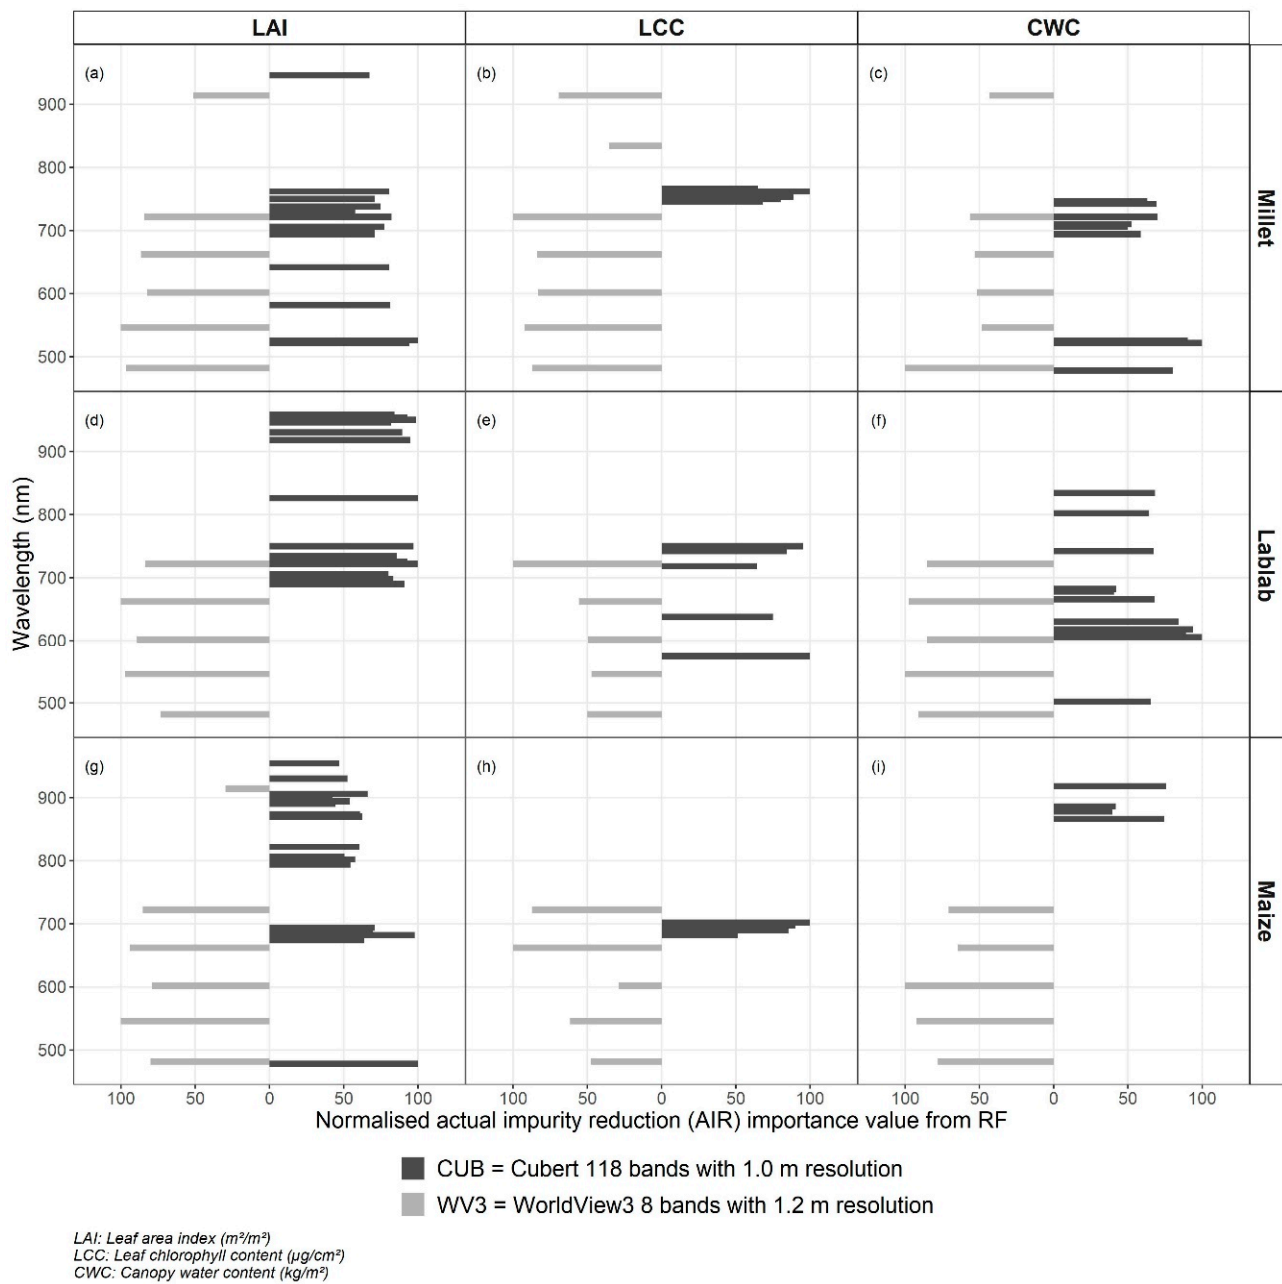 LAI LCC CWC
(a) (b) (c)
900
800
700
600
500
Millet
(d) (e) (f)
900
800
700
600
500
Lablab
Wavelength (nm)
(g) (h) (i)
900
800
700
600
500
Maize
100 50 0 50 100 100 50 0 50 100 100 50 0 50 100
Normalised actual impurity reduction (AIR) importance value from RF
CUB = Cubert 118 bands with 1.0 m resolution
WV3 = WorldView3 8 bands with 1.2 m resolution
LAI: Leaf area index (m²/m²)
LCC: Leaf chlorophyll content (µg/cm²)
CWC: Canopy water content (kg/m²)